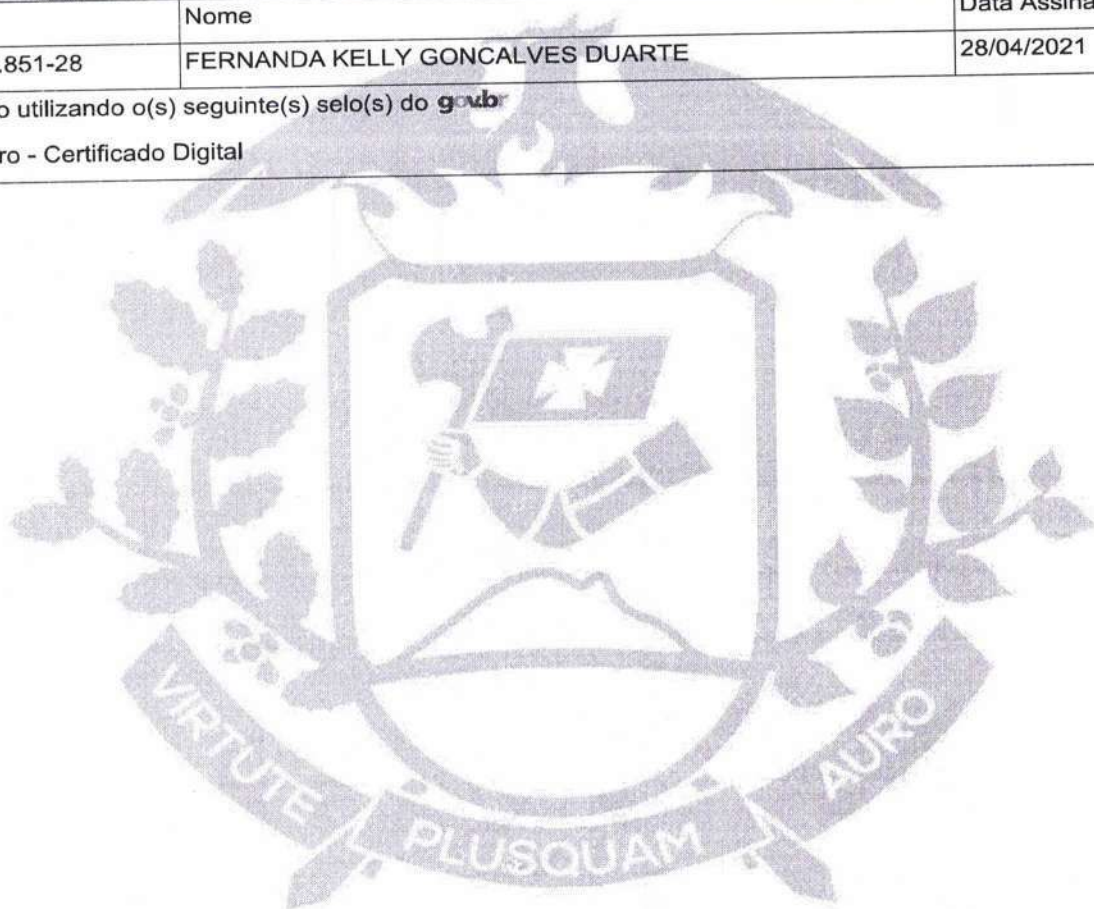 Nome Data Assina
.851-28 FERNANDA KELLY GONCALVES DUARTE 28/04/2021
o utilizando o(s) seguinte(s) selo(s) do gov.br
ro - Certificado Digital
VIRTUTE PLUSQUAM AURO